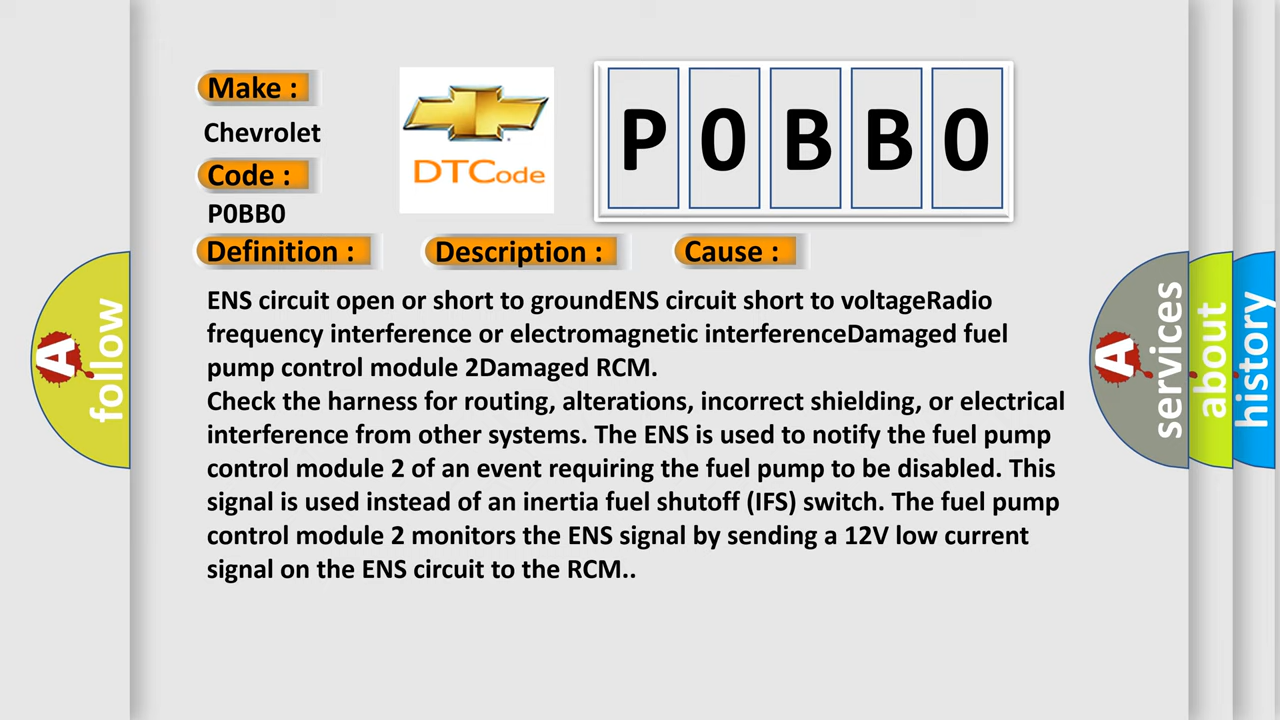 Make :
Chevrolet
Code :
P0BB0
DTCode
P0BB0
Definition :
Description :
Cause :
ENS circuit open or short to groundENS circuit short to voltageRadio
frequency interference or electromagnetic interferenceDamaged fuel
pump control module 2Damaged RCM.
Check the harness for routing, alterations, incorrect shielding, or electrical
interference from other systems. The ENS is used to notify the fuel pump
control module 2 of an event requiring the fuel pump to be disabled. This
signal is used instead of an inertia fuel shutoff (IFS) switch. The fuel pump
control module 2 monitors the ENS signal by sending a 12V low current
signal on the ENS circuit to the RCM..
A
follow
A
services
about
history